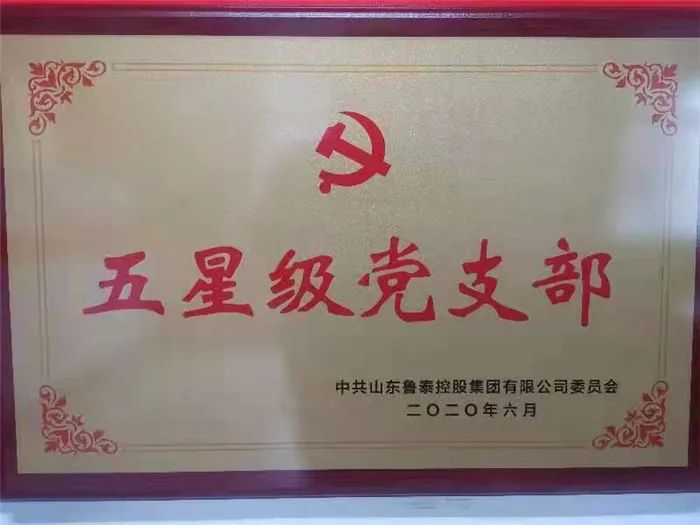 五星级党支部
中共山东鲁泰控股集团有限公司委员会
二〇二〇年六月